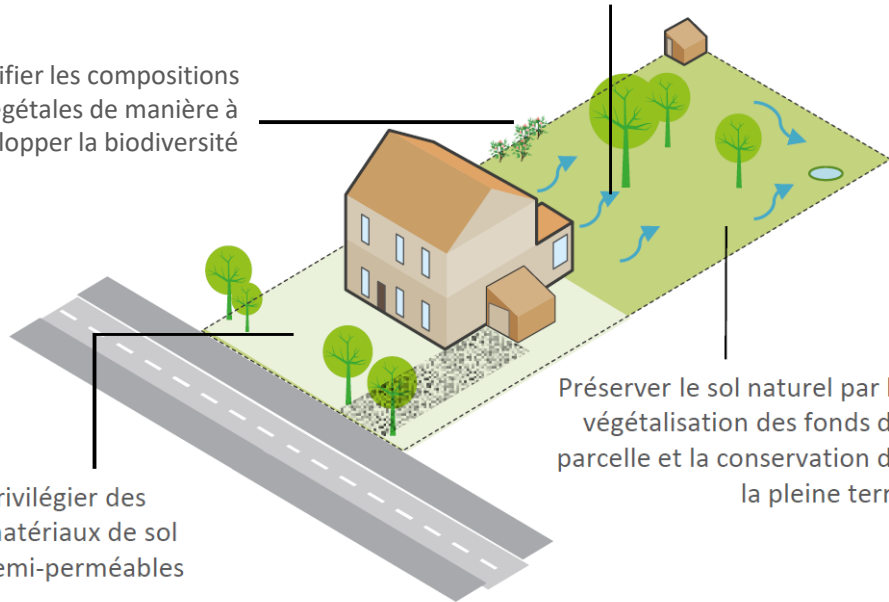 ifier les compositions
égétales de manière à
lopper la biodiversité
Préserver le sol naturel par l
végétalisation des fonds d
parcelle et la conservation d
la pleine terr
rivilégier des
matériaux de sol
emi-perméables